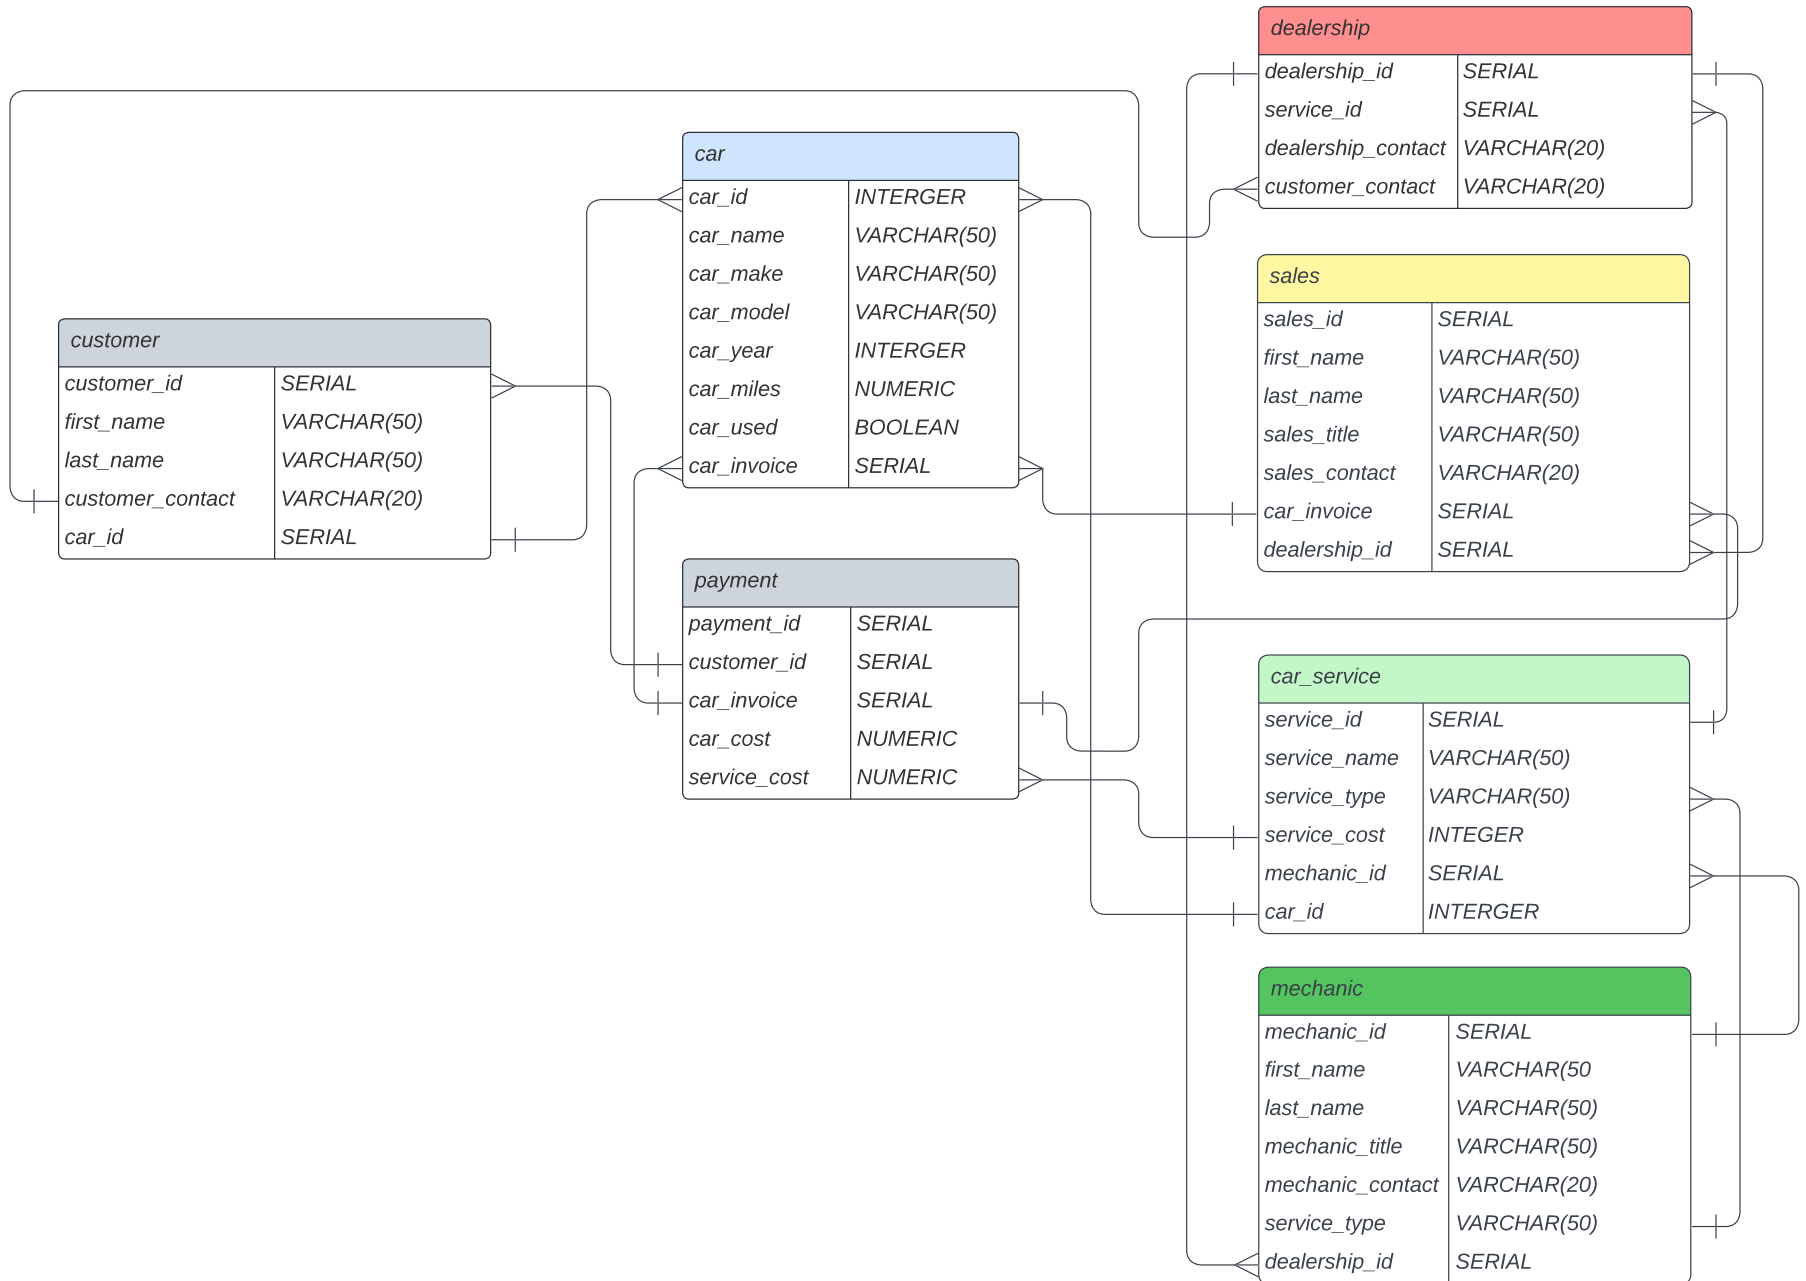 dealership
dealership_id SERIAL
service_id SERIAL
dealership_contact VARCHAR(20)
customer_contact VARCHAR(20)
car
car_id INTERGER
car_name VARCHAR(50)
car_make VARCHAR(50)
car_model VARCHAR(50)
car_year INTERGER
car_miles NUMERIC
car_used BOOLEAN
car_invoice SERIAL
sales
sales_id SERIAL
first_name VARCHAR(50)
last_name VARCHAR(50)
sales_title VARCHAR(50)
sales_contact VARCHAR(20)
car_invoice SERIAL
dealership_id SERIAL
customer
customer_id SERIAL
first_name VARCHAR(50)
last_name VARCHAR(50)
customer_contact VARCHAR(20)
car_id SERIAL
payment
payment_id SERIAL
customer_id SERIAL
car_invoice SERIAL
car_cost NUMERIC
service_cost NUMERIC
car_service
service_id SERIAL
service_name VARCHAR(50)
service_type VARCHAR(50)
service_cost INTEGER
mechanic_id SERIAL
car_id INTERGER
mechanic
mechanic_id SERIAL
first_name VARCHAR(50
last_name VARCHAR(50)
mechanic_title VARCHAR(50)
mechanic_contact VARCHAR(20)
service_type VARCHAR(50)
dealership_id SERIAL